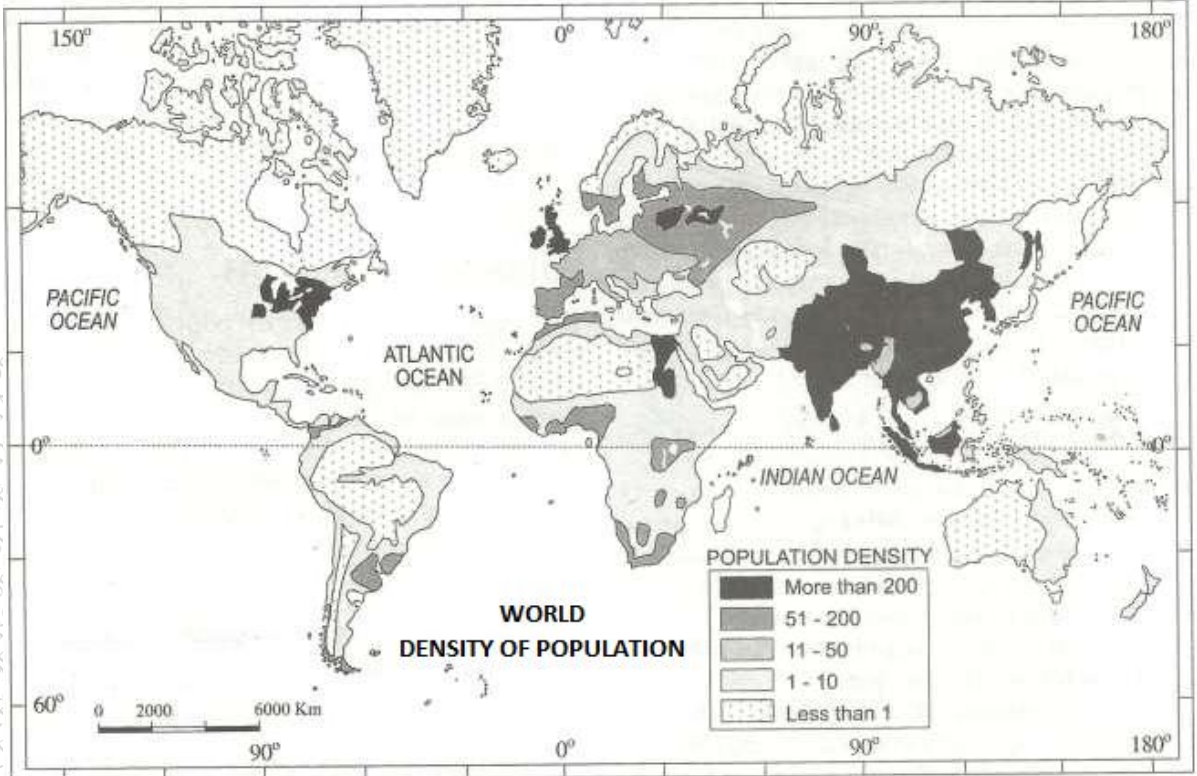 150°
0°
90°
180°
PACIFIC
OCEAN
ATLANTIC
OCEAN
PACIFIC
OCEAN
0°
0°
INDIAN OCEAN
POPULATION DENSITY
More than 200
51 - 200
11 - 50
1 - 10
Less than 1
WORLD
DENSITY OF POPULATION
60°
0 2000 6000 Km
90°
0°
90°
180°